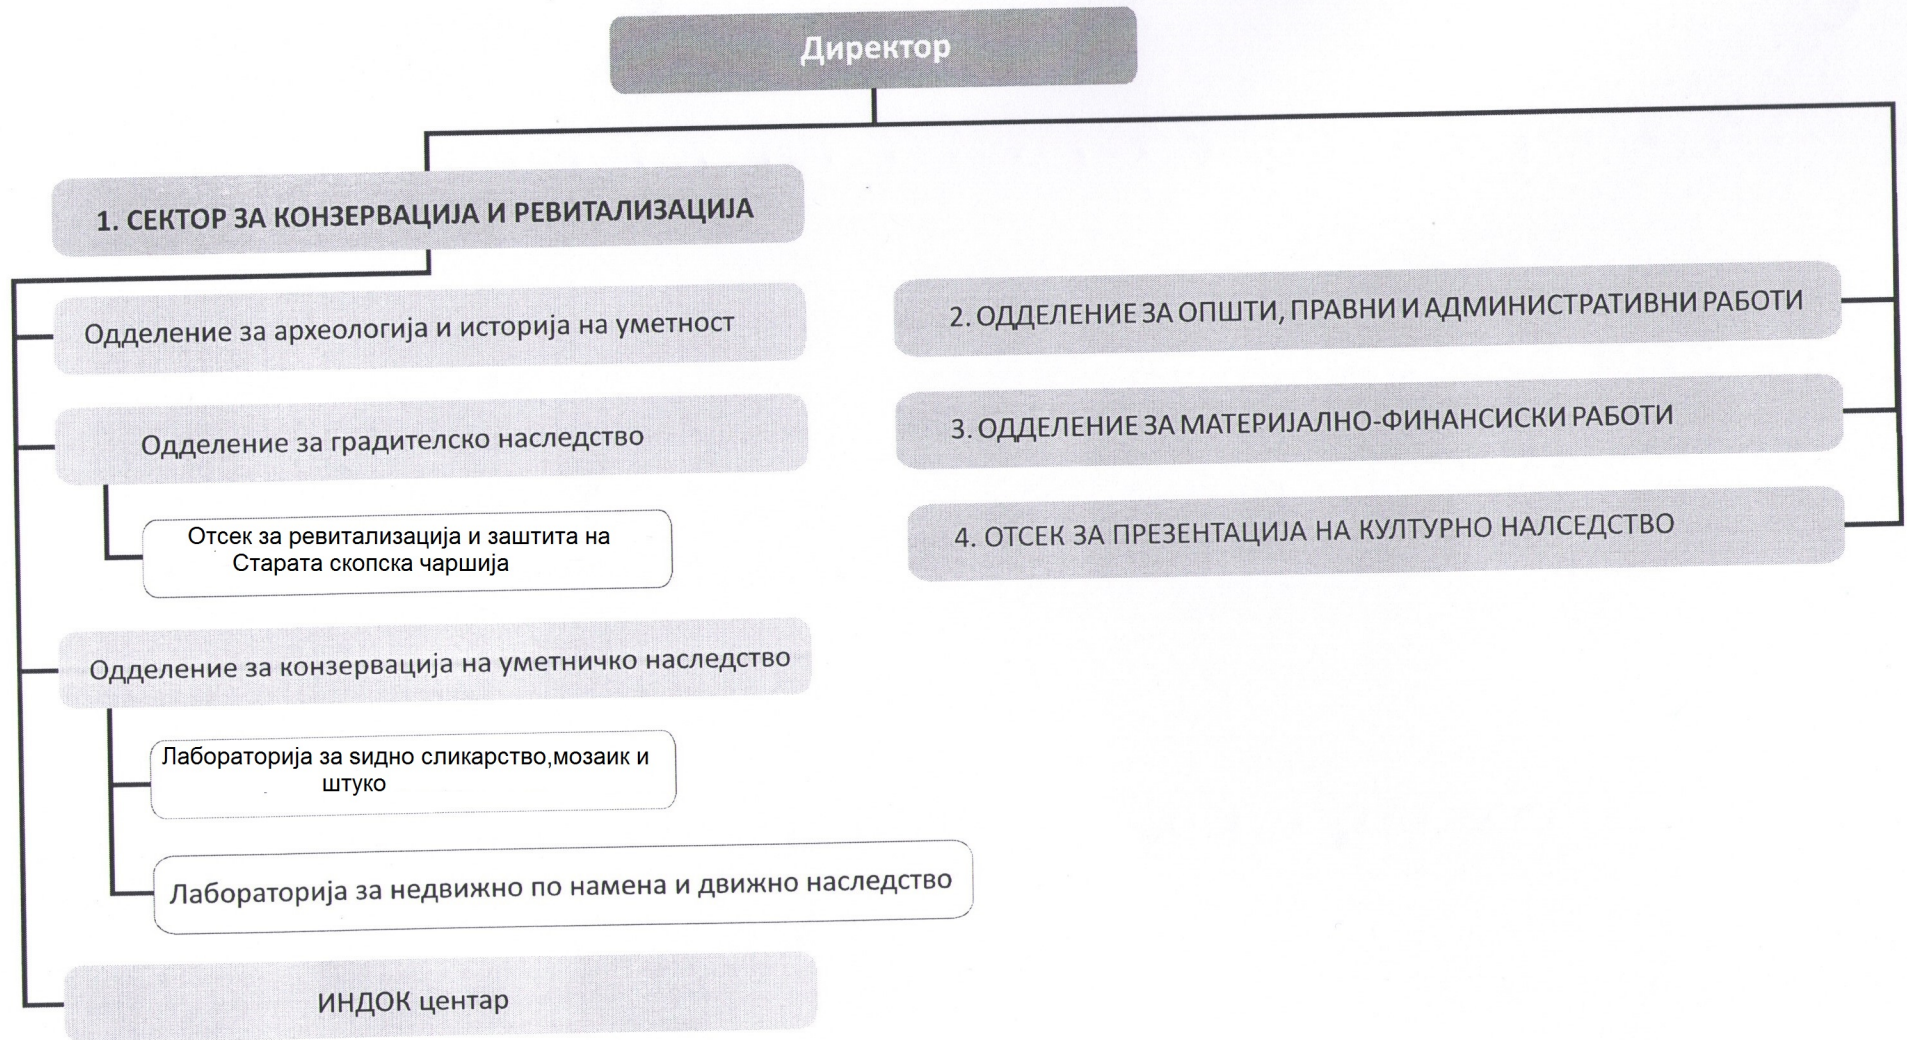 Директор
1. СЕКТОР ЗА КОНЗЕРВАЦИЈА И РЕВИТАЛИЗАЦИЈА
Одделение за археологија и историја на уметност
Одделение за градителско наследство
Отсек за ревитализација и заштита на
Старата скопска чаршија
Одделение за конзервација на уметничко наследство
Лабораторија за ѕидно сликарство,мозаик и
штуко
Лабораторија за недвижно по намена и движно наследство
ИНДОК центар
2. ОДДЕЛЕНИЕ ЗА ОПШТИ, ПРАВНИ И АДМИНИСТРАТИВНИ РАБОТИ
3. ОДДЕЛЕНИЕ ЗА МАТЕРИЈАЛНО-ФИНАНСИСКИ РАБОТИ
4. ОТСЕК ЗА ПРЕЗЕНТАЦИЈА НА КУЛТУРНО НАЛСЕДСТВО